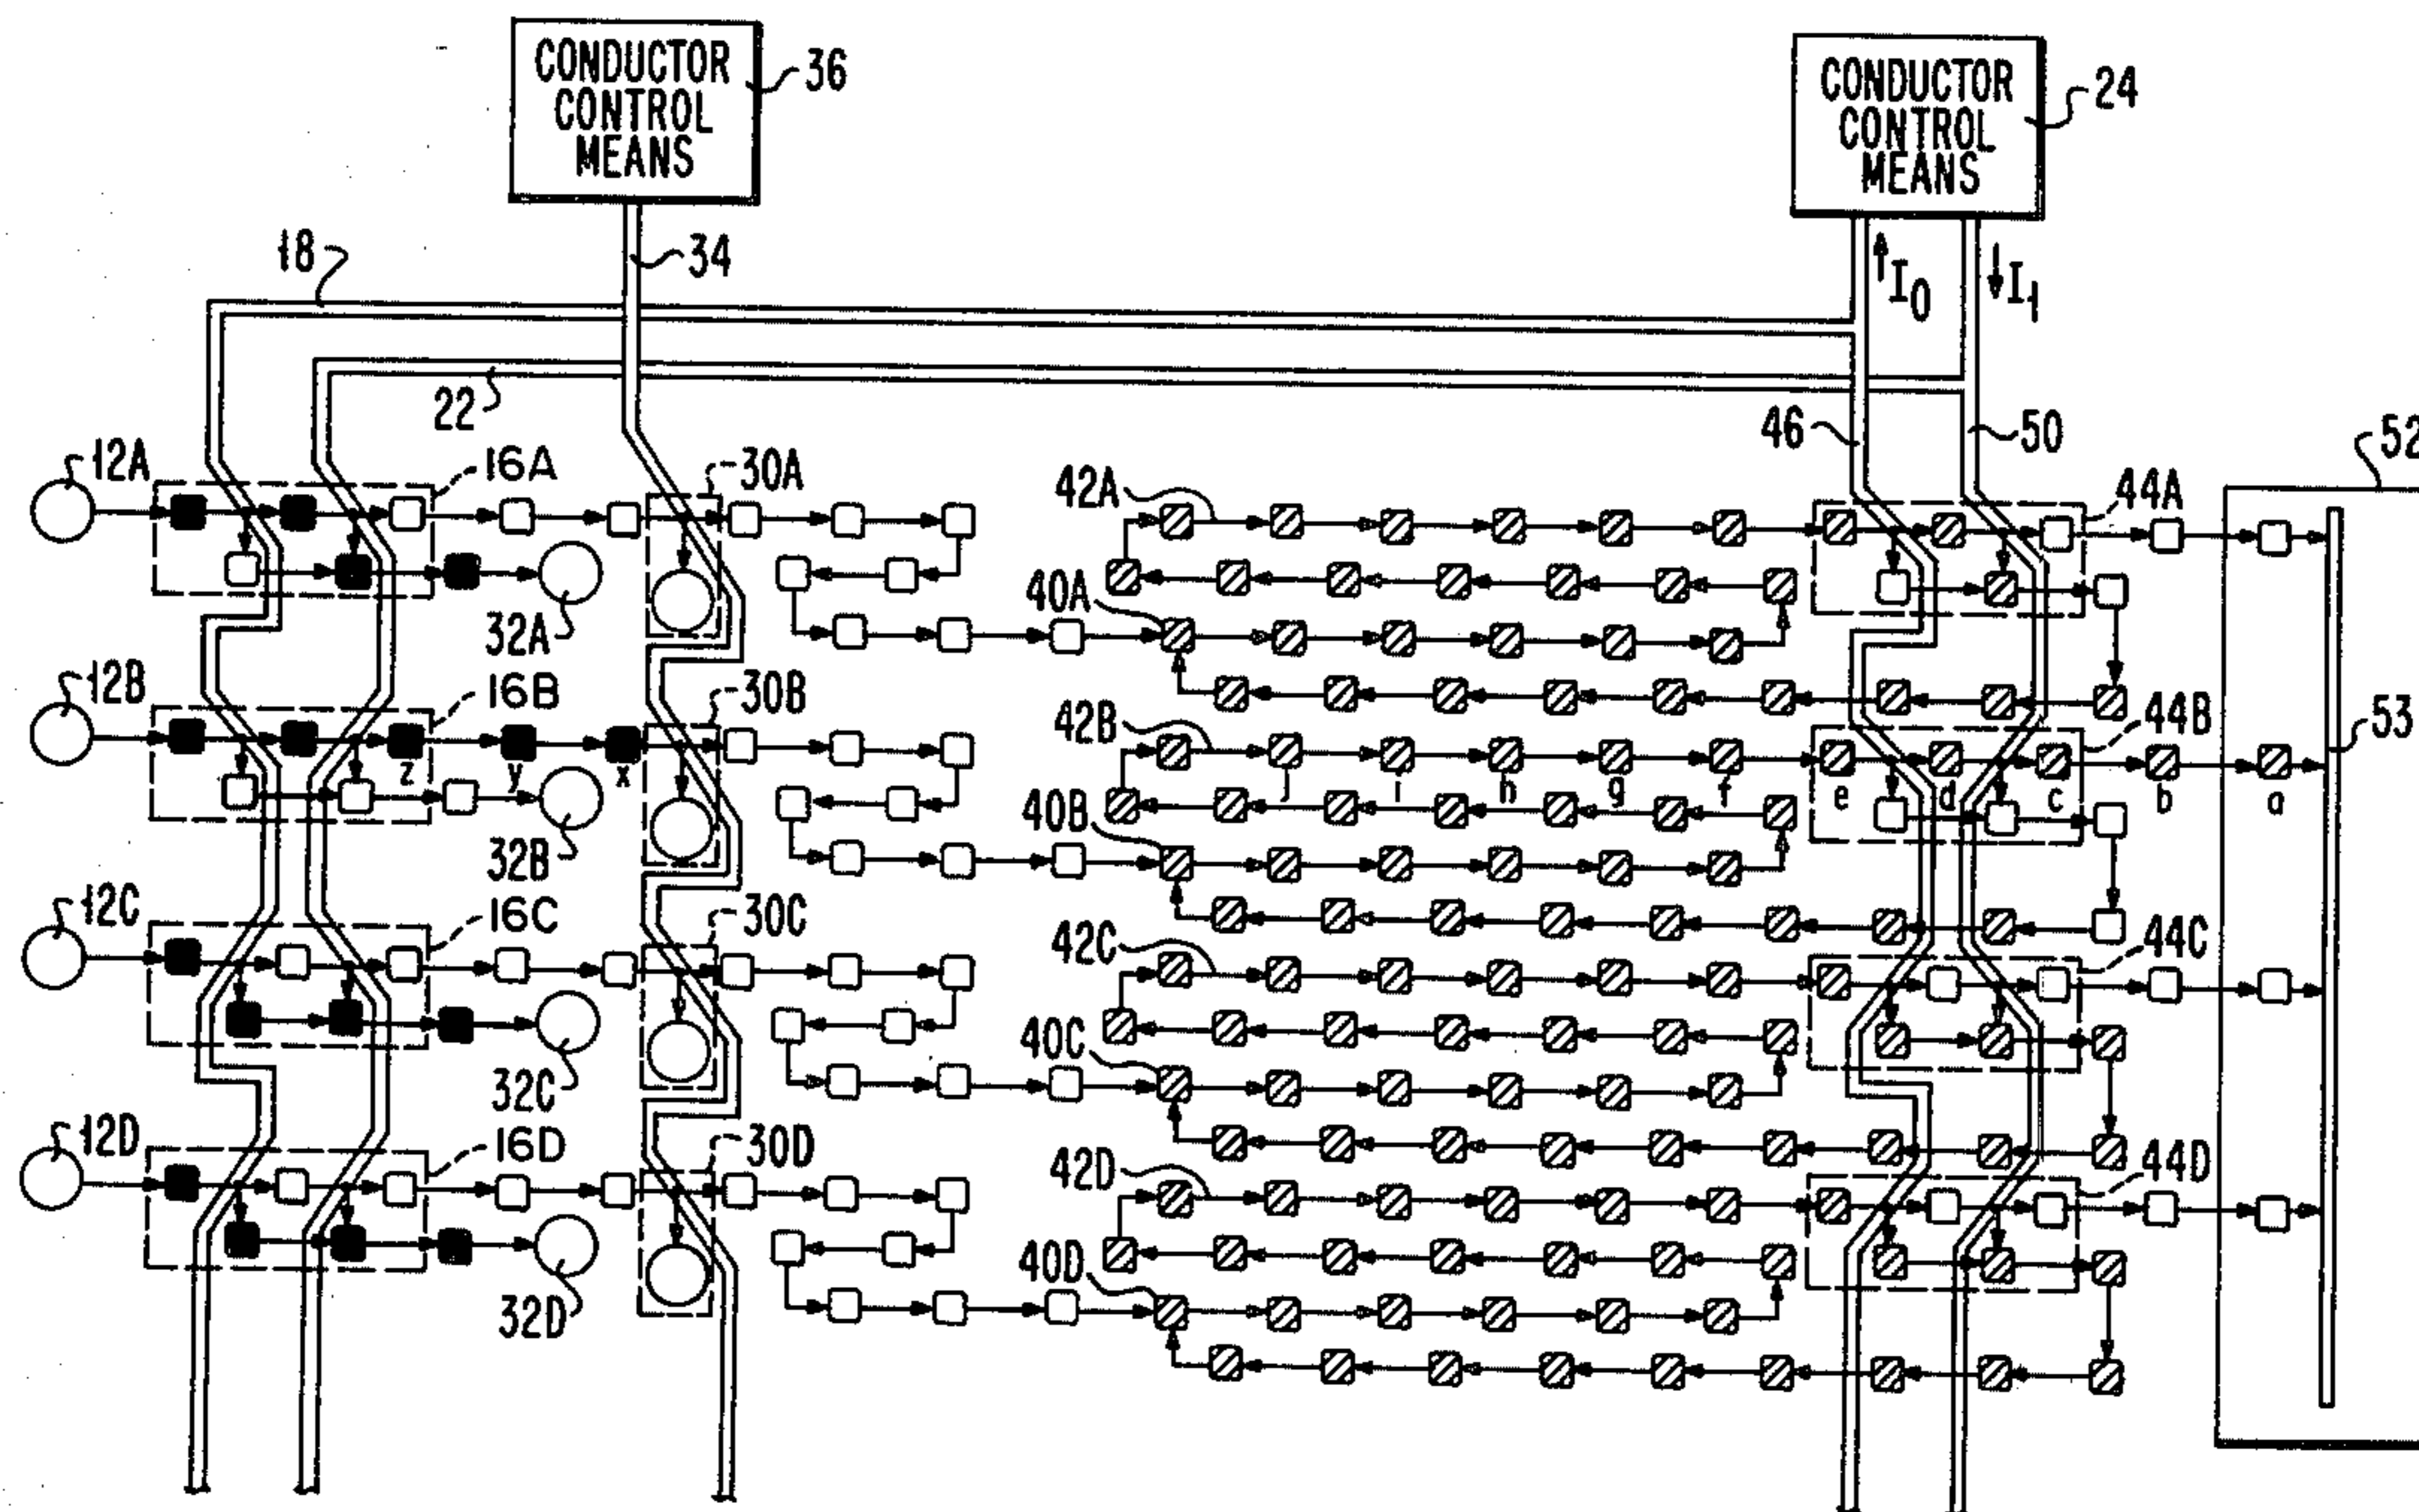 CONDUCTOR
CONTROL
MEANS
36
CONDUCTOR
CONTROL
MEANS
24
18
34
I0
I1
22
46
50
52
12A
16A
30A
42A
44A
32A
40A
12B
16B
30B
42B
44B
53
z y x
j i h g f e d c b a
32B
40B
12C
16C
30C
42C
44C
32C
40C
12D
16D
30D
42D
44D
32D
40D